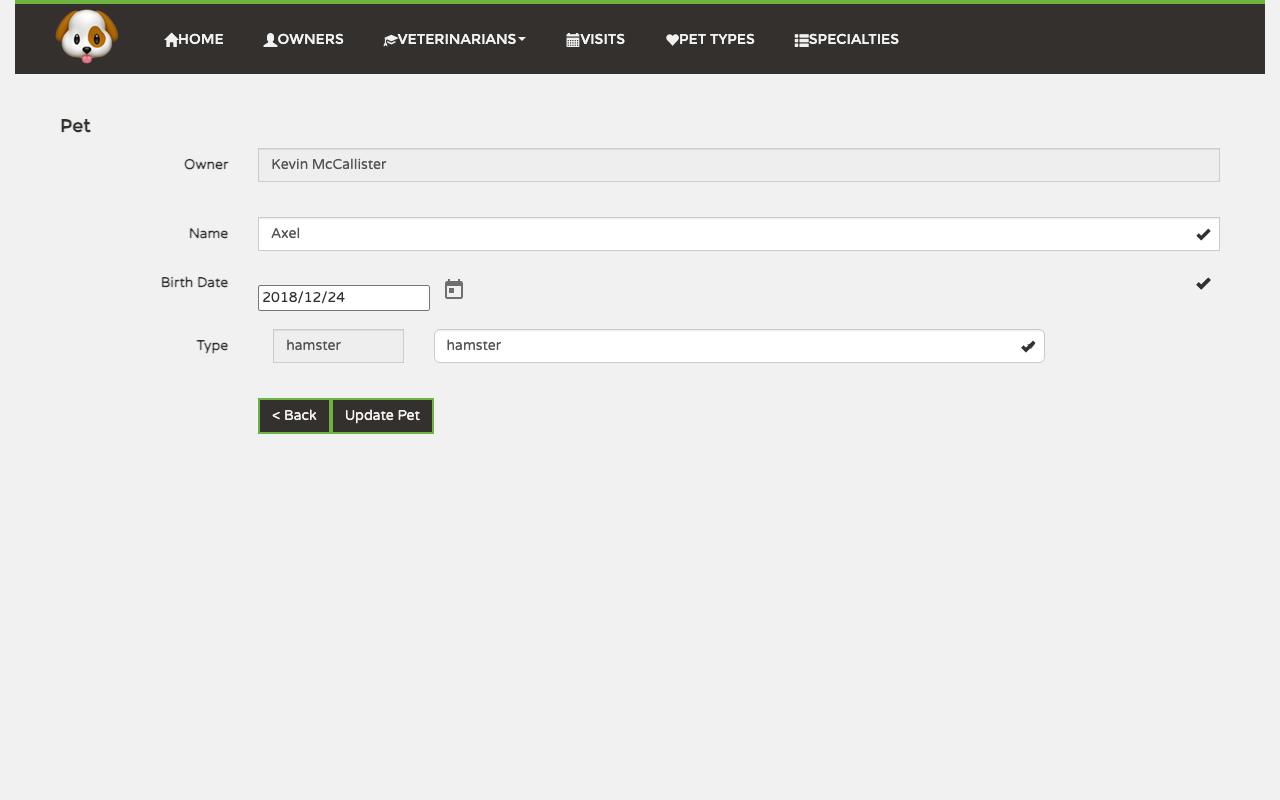 HOME OWNERS VETERINARIANS VISITS PET TYPES SPECIALTIES
Pet
Owner Kevin McCallister
Name Axel
Birth Date 2018/12/24
Type hamster hamster
< Back Update Pet